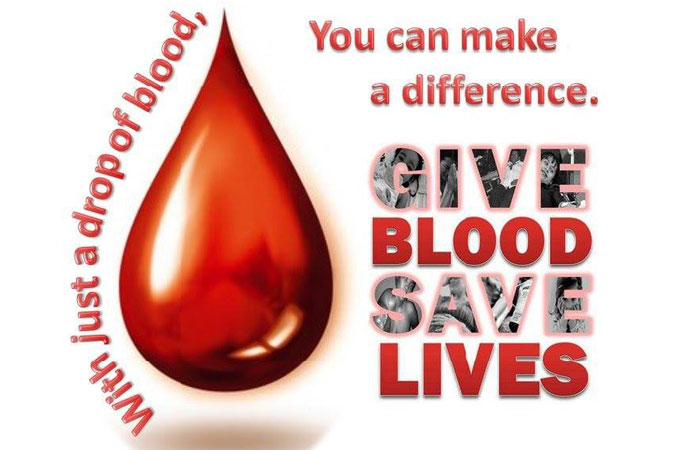 With just a drop of blood,
You can make
a difference.
GIVE
BLOOD
SAVE
LIVES